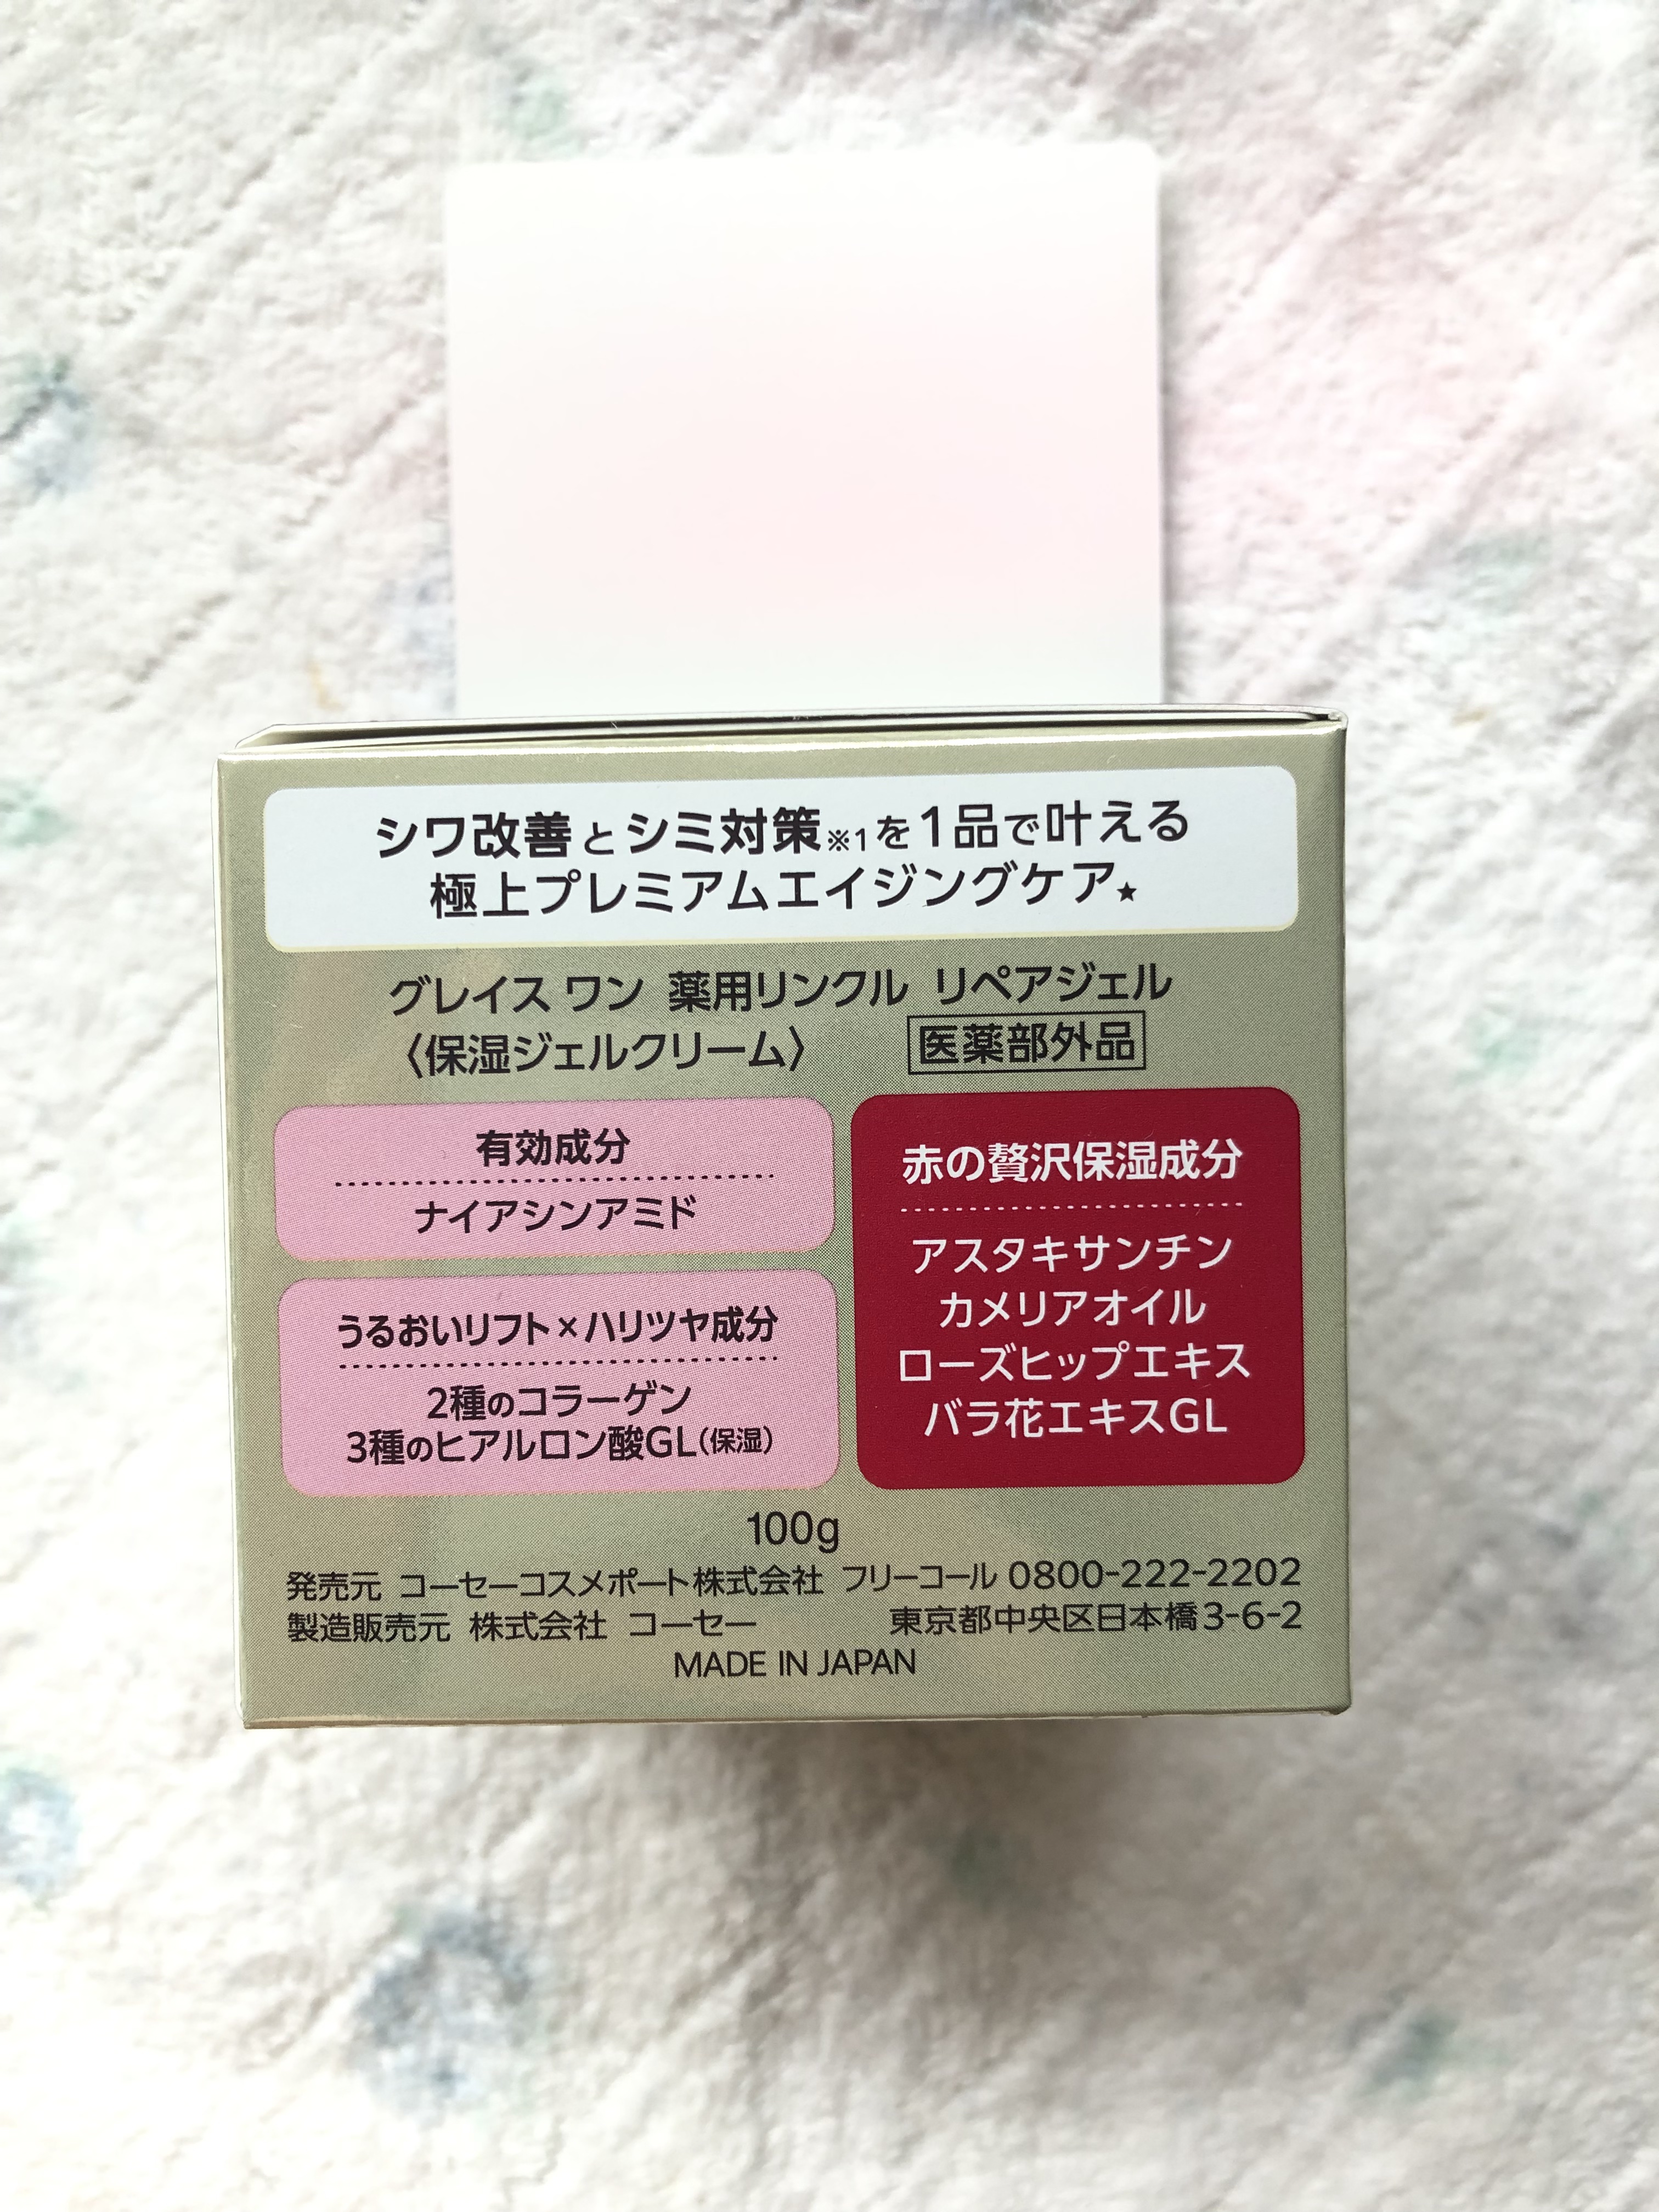 シワ改善とシミ対策※1を1品で叶える
極上プレミアムエイジングケア★
グレイス ワン 薬用リンクル リペアジェル
〈保湿ジェルクリーム〉 医薬部外品
有効成分
ナイアシンアミド
うるおいリフト×ハリツヤ成分
2種のコラーゲン
3種のヒアルロン酸GL(保湿)
赤の贅沢保湿成分
アスタキサンチン
カメリアオイル
ローズヒップエキス
バラ花エキスGL
100g
発売元 コーセーコスメポート株式会社 フリーコール 0800-222-2202
製造販売元 株式会社 コーセー 東京都中央区日本橋3-6-2
MADE IN JAPAN